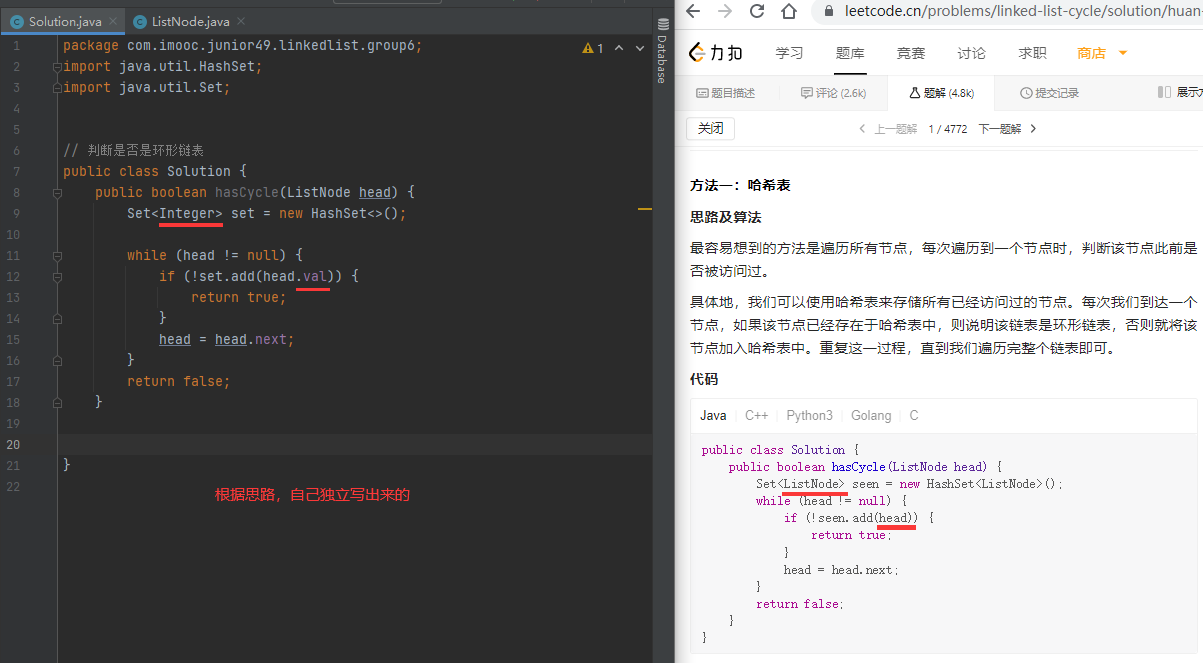 Solution.java
ListNode.java
1 package com.imooc.junior49.linkedlist.group6;
2 import java.util.HashSet;
3 import java.util.Set;
4
5
6 // 判断是否是环形链表
7 public class Solution {
8 public boolean hasCycle(ListNode head) {
9 Set<Integer> set = new HashSet<>();
10
11 while (head != null) {
12 if (!set.add(head.val)) {
13 return true;
14 }
15 head = head.next;
16 }
17 return false;
18 }
19
20
21 }
22
1
Database
根据思路，自己独立写出来的
leetcode.cn/problems/linked-list-cycle/solution/huan-
力扣 学习 题库 竞赛 讨论 求职 商店
题目描述 评论 (2.6k) 题解 (4.8k) 提交记录 展示
关闭 上一题解 1 / 4772 下一题解
方法一：哈希表
思路及算法
最容易想到的方法是遍历所有节点，每次遍历到一个节点时，判断该节点此前是
否被访问过。
具体地，我们可以使用哈希表来存储所有已经访问过的节点。每次我们到达一个
节点，如果该节点已经存在于哈希表中，则说明该链表是环形链表，否则就将该
节点加入哈希表中。重复这一过程，直到我们遍历完整个链表即可。
代码
Java C++ Python3 Golang C
public class Solution {
public boolean hasCycle(ListNode head) {
Set<ListNode> seen = new HashSet<ListNode>();
while (head != null) {
if (!seen.add(head)) {
return true;
}
head = head.next;
}
return false;
}
}